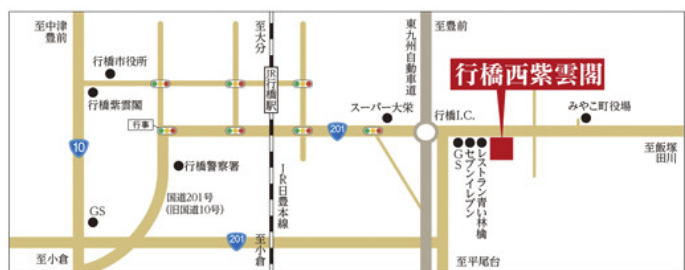 至中津
豊前
至大分
東九州自動車道
至豊前
行橋西紫雲閣
行橋市役所
JR行橋駅
スーパー大栄
行橋I.C.
みやこ町役場
行橋紫雲閣
行事
201
10
GS
セブンイレブン
レストラン青い林檎
至飯塚
田川
行橋警察署
国道201号
(旧国道10号)
JR日豊本線
GS
201
至小倉
至小倉
至平尾台